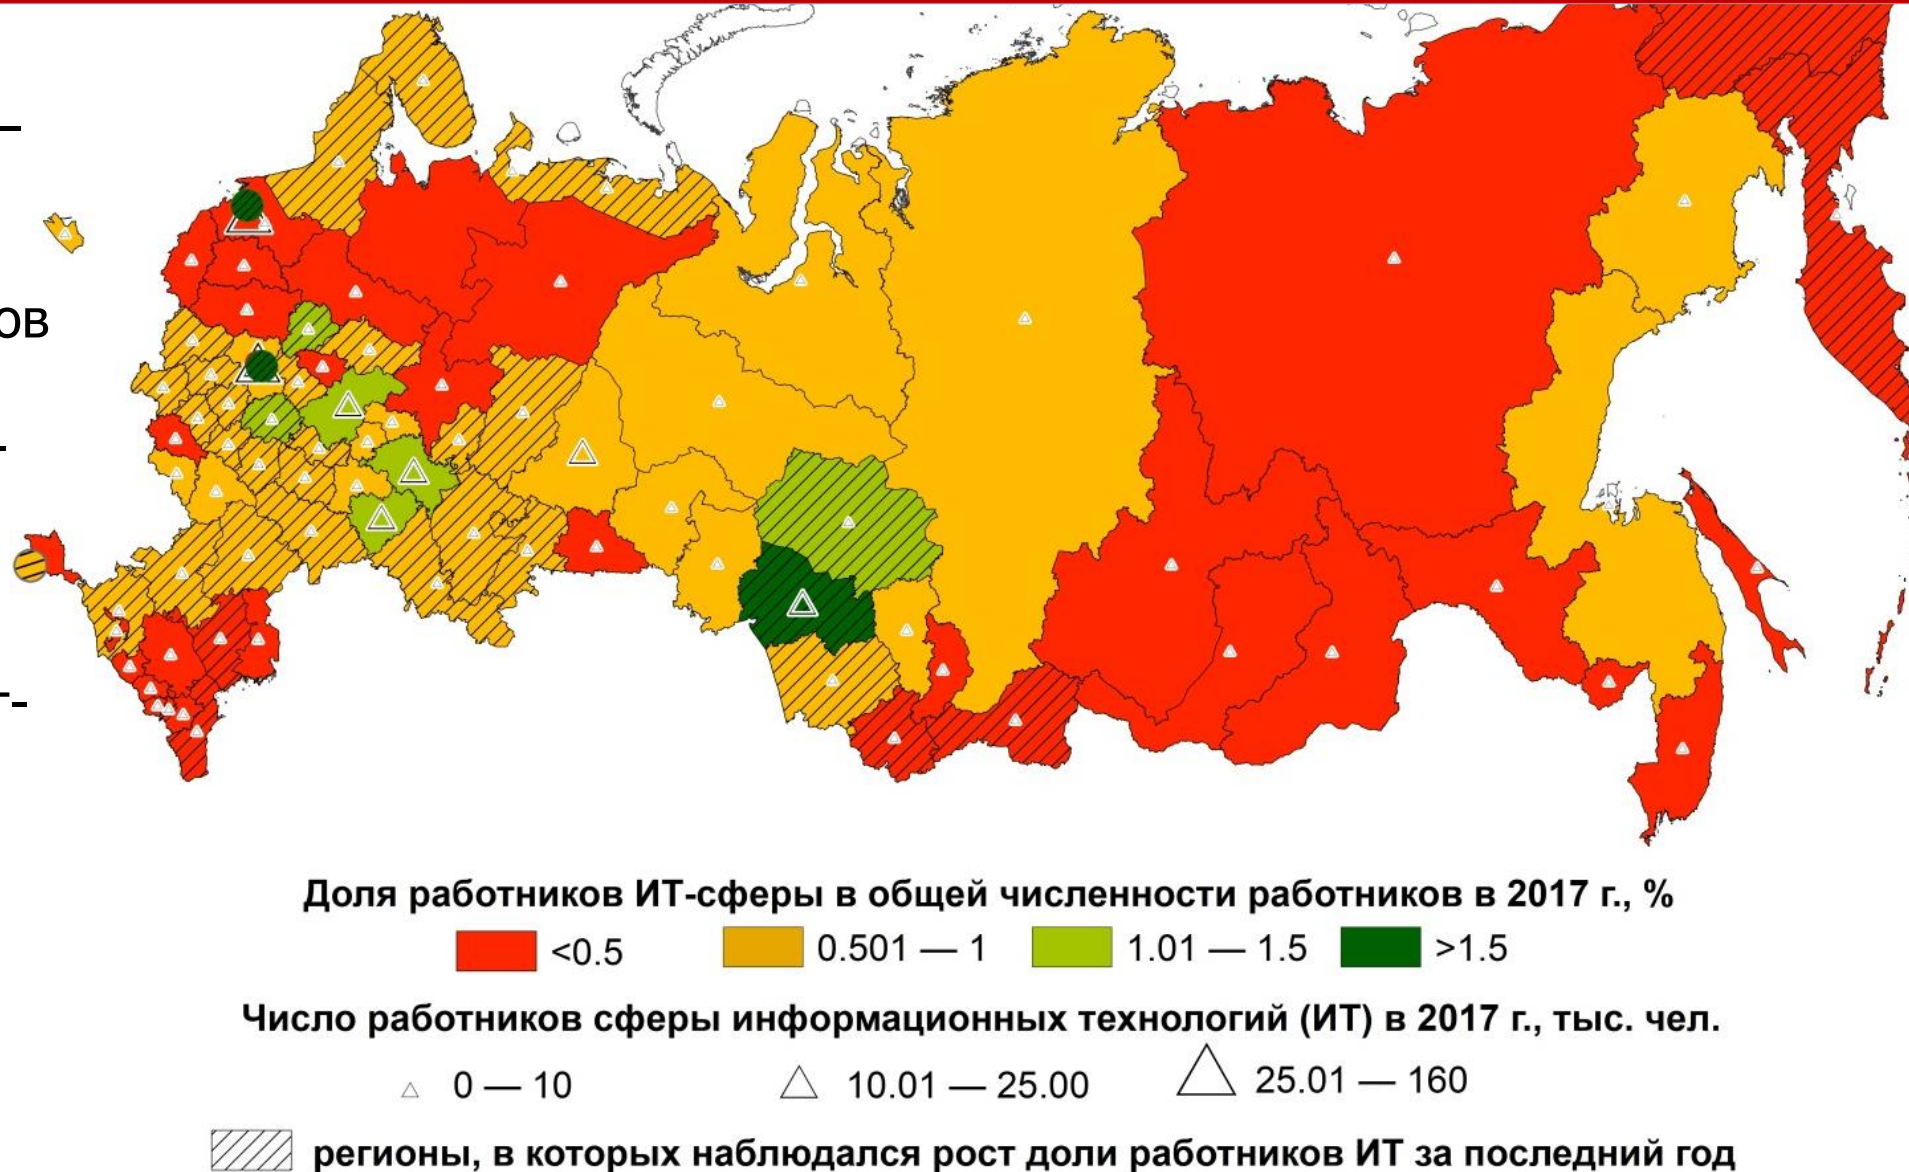 ов
Доля работников ИТ-сферы в общей численности работников в 2017 г., %
<0.5 0.501 — 1 1.01 — 1.5 >1.5
Число работников сферы информационных технологий (ИТ) в 2017 г., тыс. чел.
0 — 10 10.01 — 25.00 25.01 — 160
регионы, в которых наблюдался рост доли работников ИТ за последний год